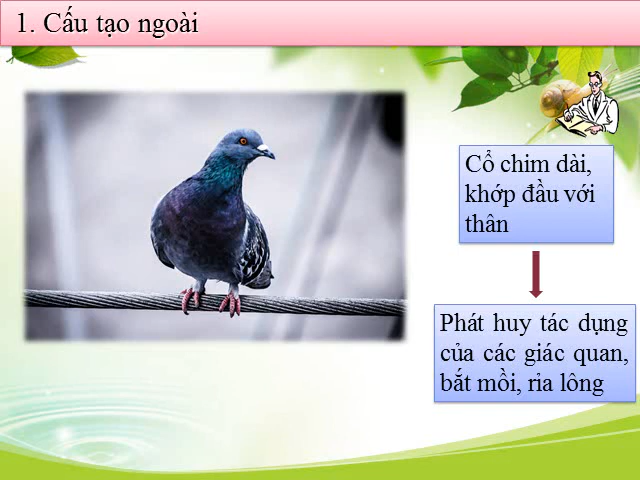 1. Cấu tạo ngoài
Cổ chim dài,
khớp đầu với
thân
Phát huy tác dụng
của các giác quan,
bắt mồi, rỉa lông